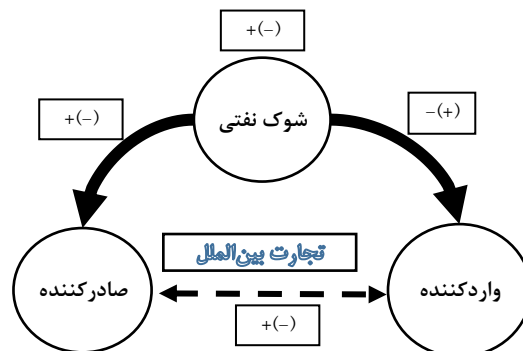 +(−)
شوک نفتی
+(−)
−(+)
تجارت بین‌الملل
صادرکننده
واردکننده
+(−)